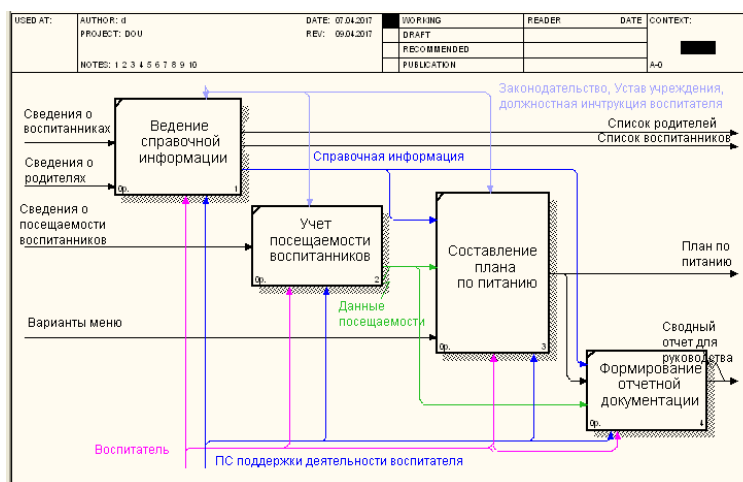 USED AT:
AUTHOR: d
DATE: 07.04.2017
WORKING
READER
DATE
CONTEXT:
PROJECT: DOU
REV: 09.04.2017
DRAFT
RECOMMENDED
NOTES: 1 2 3 4 5 6 7 8 9 10
PUBLICATION
A-0
Законодательство, Устав учреждения,
должностная инчтрукция воспитателя
Сведения о
воспитанниках
Ведение
справочной
информации
0р.
1
Список родителей
Список воспитанников
Сведения о
родителях
Справочная информация
Сведения о
посещаемости
воспитанников
Учет
посещаемости
воспитанников
0р.
2
Составление
плана
по питанию
0р.
3
План по
питанию
Данные
посещаемости
Варианты меню
Сводный
отчет для
руководства
Формирование
отчетной
документации
0р.
4
Воспитатель
ПС поддержки деятельности воспитателя